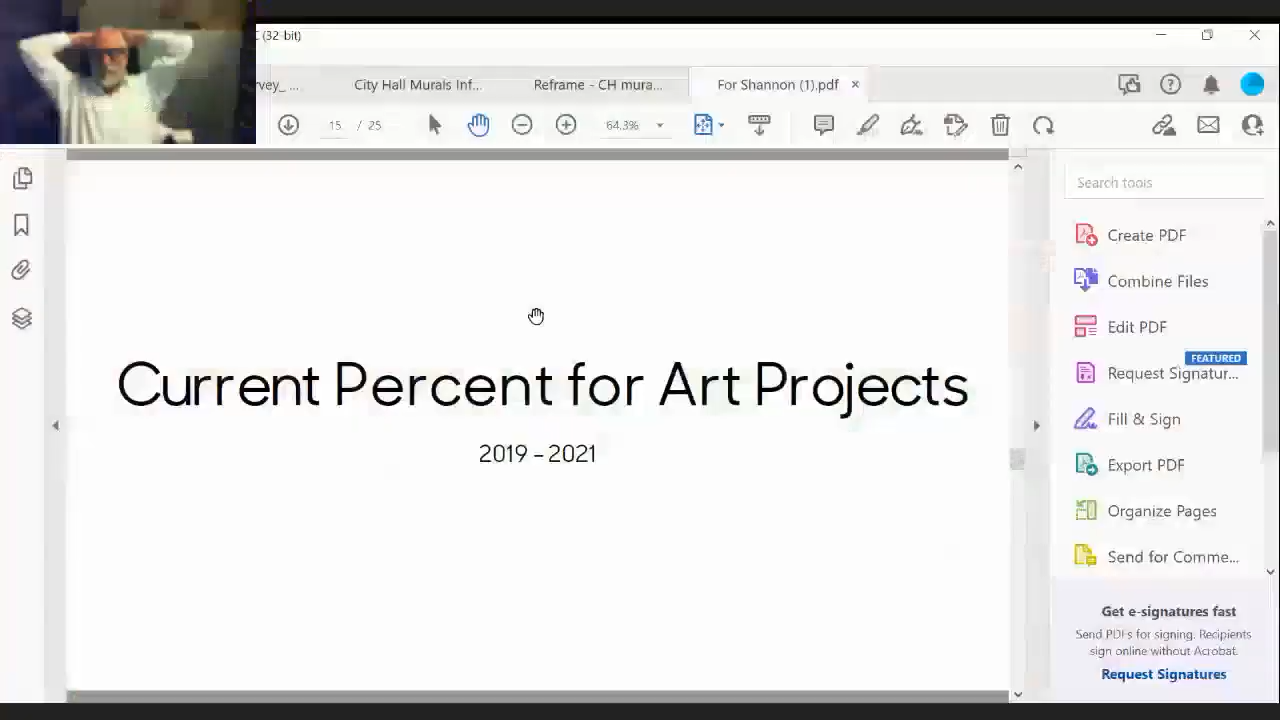 C (32-bit)
rvey_ ...
City Hall Murals Inf...
Reframe - CH mura...
For Shannon (1).pdf
15 / 25
64.3%
Search tools
Create PDF
Combine Files
Edit PDF
FEATURED
Request Signatur...
Fill & Sign
Export PDF
Organize Pages
Send for Comme...
Current Percent for Art Projects
2019 – 2021
Get e-signatures fast
Send PDFs for signing. Recipients
sign online without Acrobat.
Request Signatures